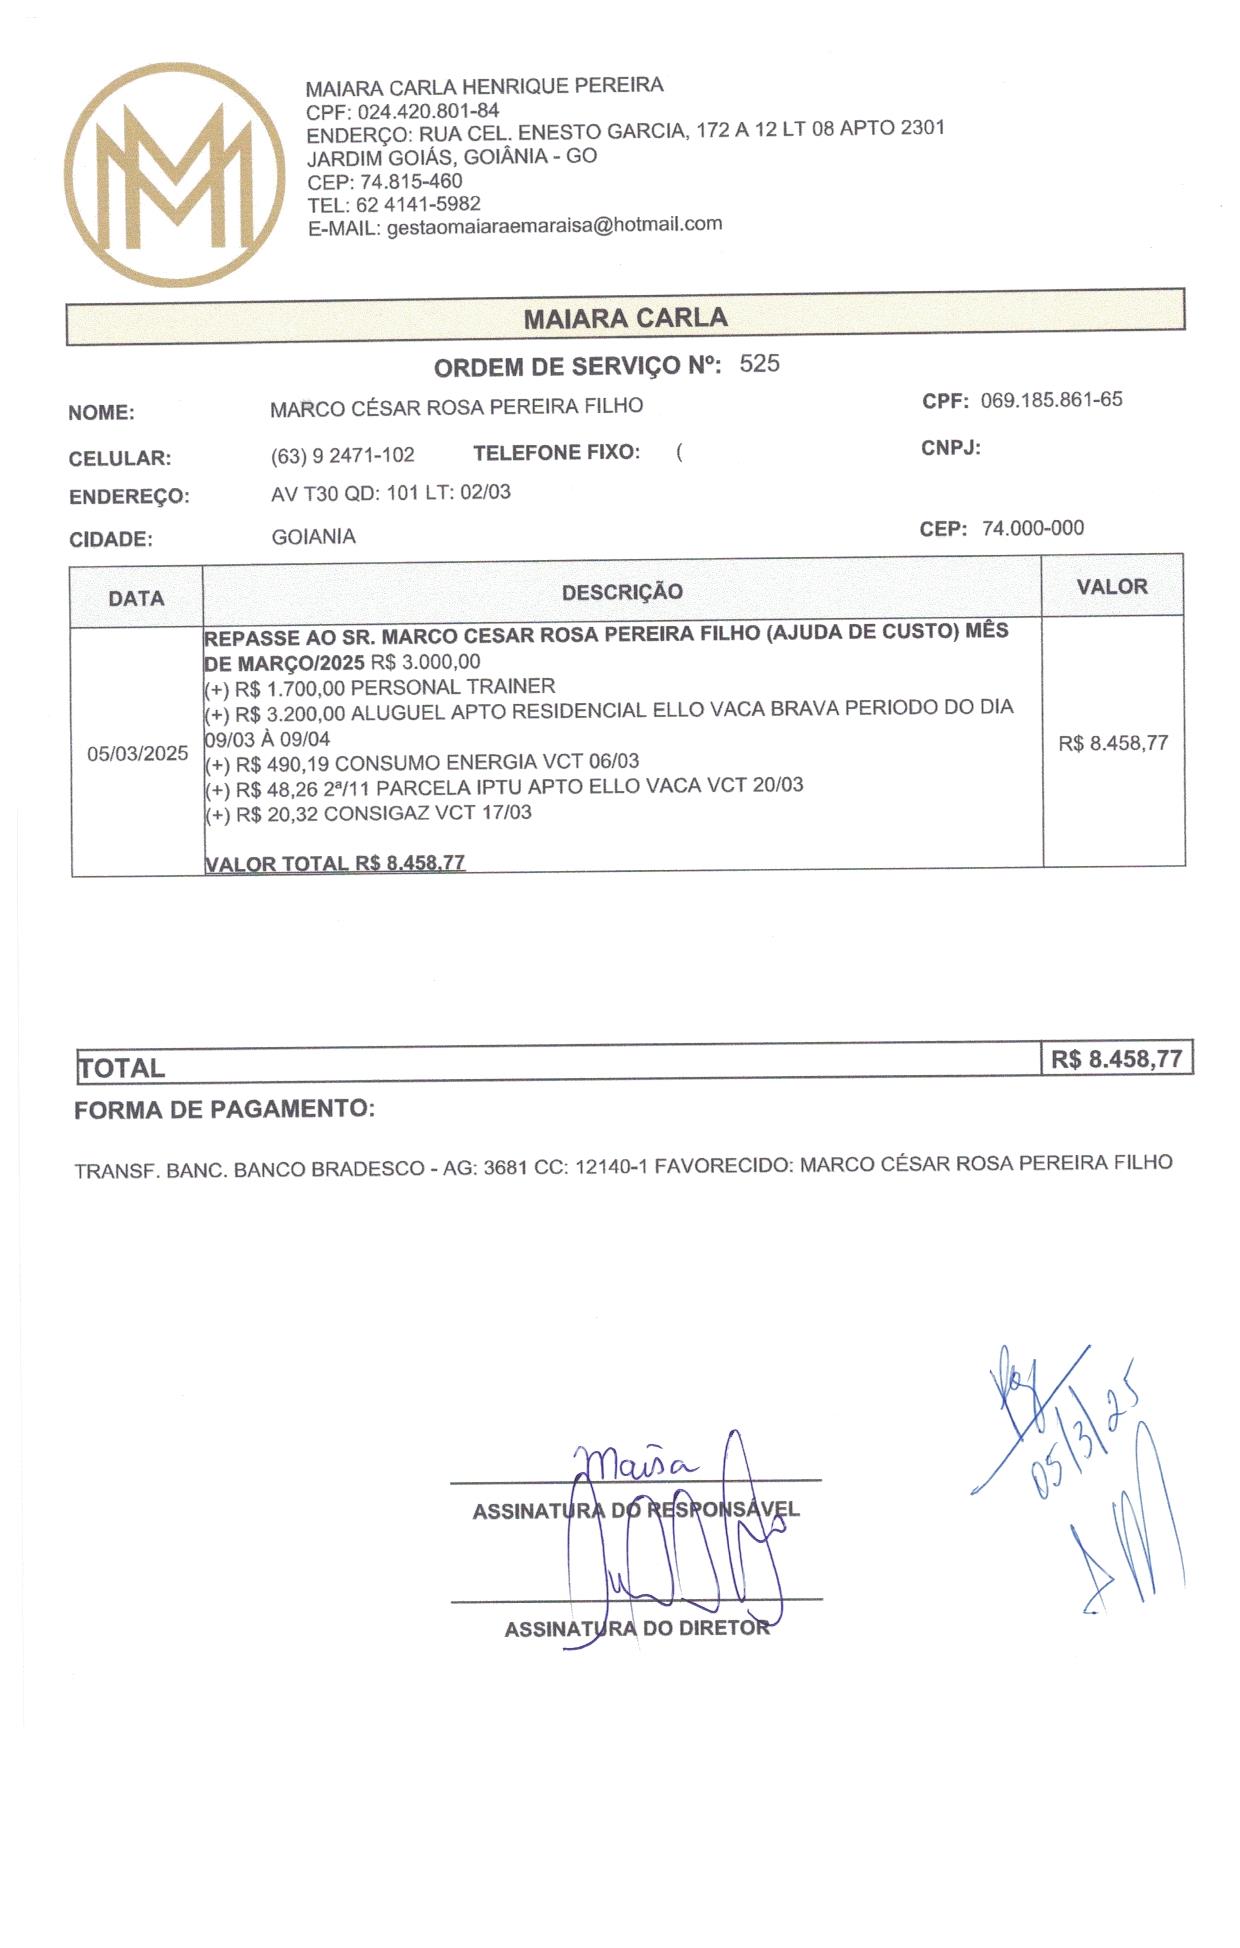 MAIARA CARLA HENRIQUE PEREIRA
CPF: 024.420.801-84
ENDERÇO: RUA CEL. ENESTO GARCIA, 172 A 12 LT 08 APTO 2301
JARDIM GOIÁS, GOIÂNIA - GO
CEP: 74.815-460
TEL: 62 4141-5982
E-MAIL: gestaomaiaraemaraisa@hotmail.com
MAIARA CARLA
ORDEM DE SERVIÇO Nº: 525
NOME: MARCO CÉSAR ROSA PEREIRA FILHO CPF: 069.185.861-65
CELULAR: (63) 9 2471-102 TELEFONE FIXO: ( CNPJ:
ENDEREÇO: AV T30 QD: 101 LT: 02/03
CIDADE: GOIANIA CEP: 74.000-000
DATA DESCRIÇÃO VALOR
REPASSE AO SR. MARCO CESAR ROSA PEREIRA FILHO (AJUDA DE CUSTO) MÊS
DE MARÇO/2025 R$ 3.000,00
(+) R$ 1.700,00 PERSONAL TRAINER
(+) R$ 3.200,00 ALUGUEL APTO RESIDENCIAL ELLO VACA BRAVA PERIODO DO DIA
09/03 À 09/04
05/03/2025 R$ 8.458,77
(+) R$ 490,19 CONSUMO ENERGIA VCT 06/03
(+) R$ 48,26 2ª/11 PARCELA IPTU APTO ELLO VACA VCT 20/03
(+) R$ 20,32 CONSIGAZ VCT 17/03
VALOR TOTAL R$ 8.458,77
TOTAL R$ 8.458,77
FORMA DE PAGAMENTO:
TRANSF. BANC. BANCO BRADESCO - AG: 3681 CC: 12140-1 FAVORECIDO: MARCO CÉSAR ROSA PEREIRA FILHO
05/3/25
Maisa
ASSINATURA DO RESPONSÁVEL
ASSINATURA DO DIRETOR